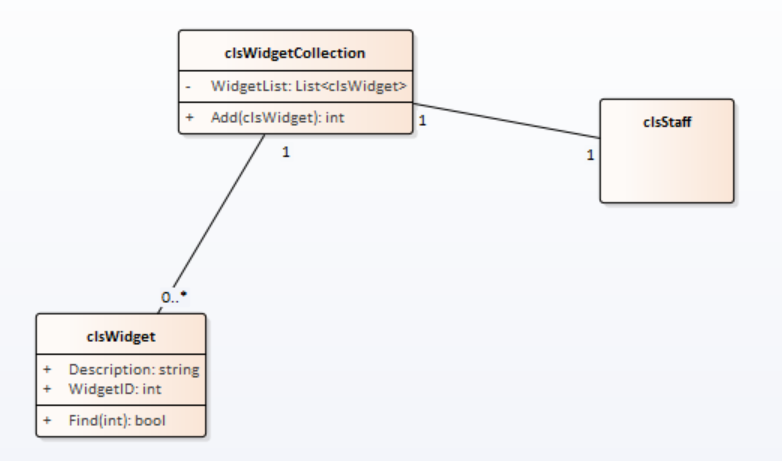 clsWidgetCollection
- WidgetList: List<clsWidget>
+ Add(clsWidget): int
1
1
clsStaff
1
0..*
clsWidget
+ Description: string
+ WidgetID: int
+ Find(int): bool